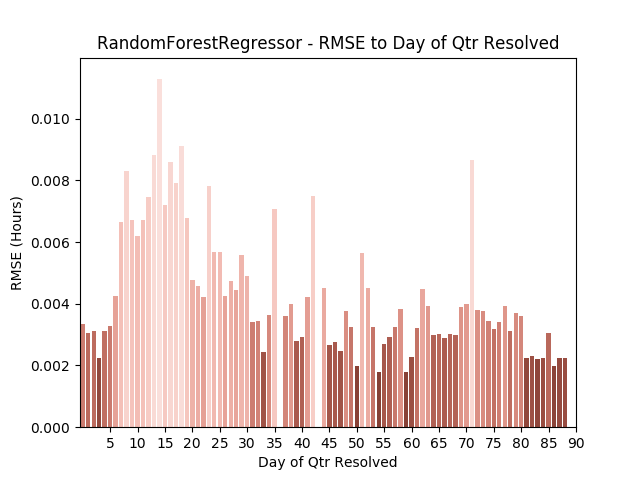 RandomForestRegressor - RMSE to Day of Qtr Resolved
0.010
0.008
0.006
0.004
0.002
0.000
RMSE (Hours)
5 10 15 20 25 30 35 40 45 50 55 60 65 70 75 80 85 90
Day of Qtr Resolved